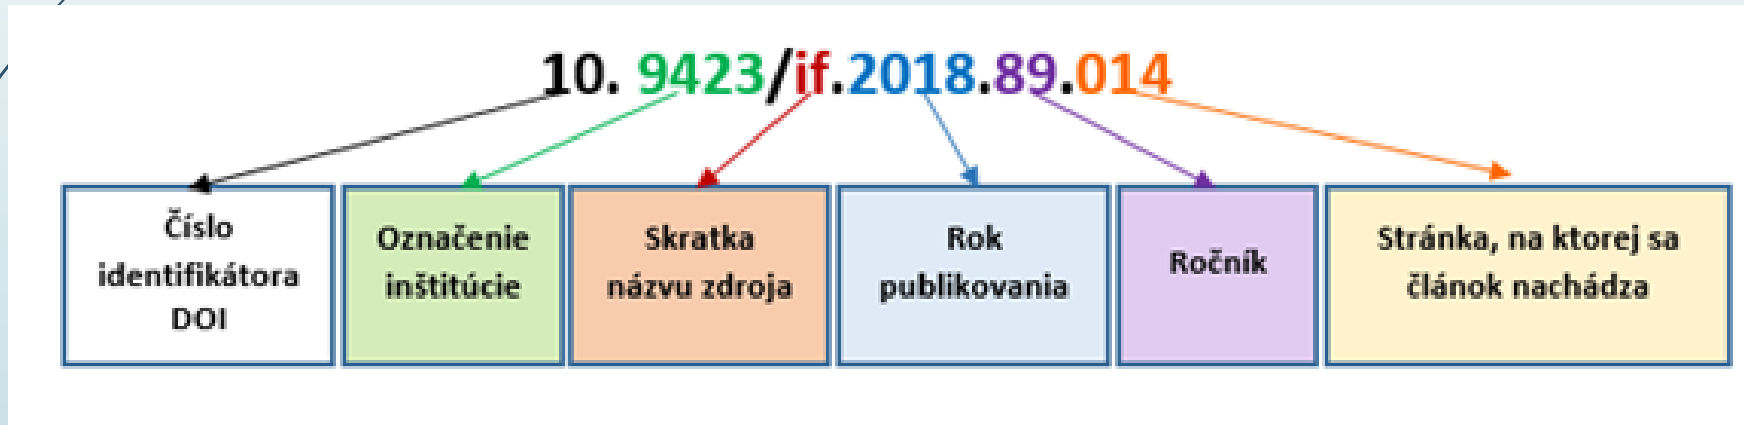 10. 9423/if.2018.89.014
Číslo
identifikátora
DOI
Označenie
inštitúcie
Skratka
názvu zdroja
Rok
publikovania
Ročník
Stránka, na ktorej sa
článok nachádza